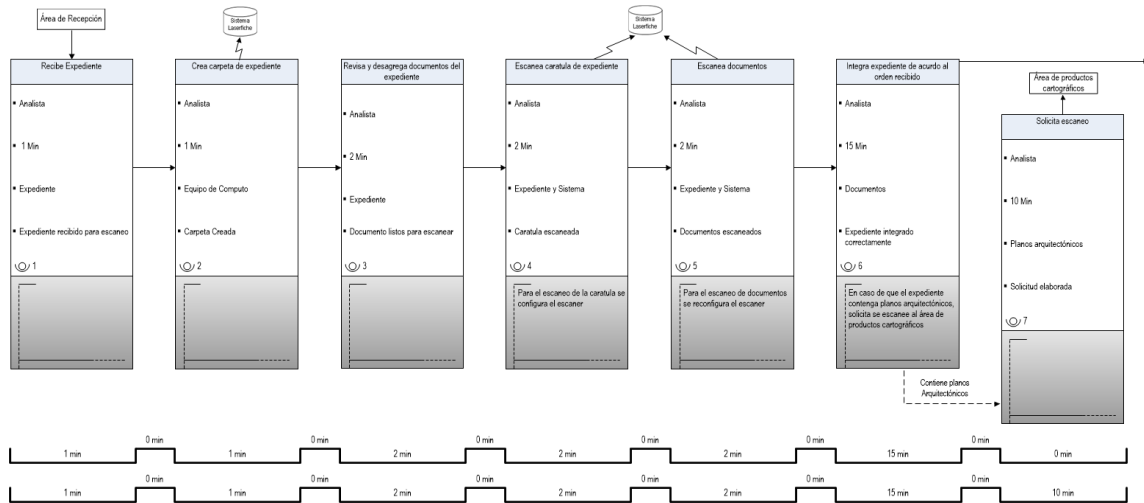 Área de Recepción
Sistema
Laserfiche
Sistema
Laserfiche
Recibe Expediente
Analista
1 Min
Expediente
Expediente recibido para escaneo
1
Crea carpeta de expediente
Analista
1 Min
Equipo de Computo
Carpeta Creada
2
Revisa y desagrega documentos del
expediente
Analista
2 Min
Expediente
Documento listos para escanear
3
Escanea caratula de expediente
Analista
2 Min
Expediente y Sistema
Caratula escaneada
4
Para el escaneo de la caratula se
configura el escaner
Escanea documentos
Analista
2 Min
Expediente y Sistema
Documentos escaneados
5
Para el escaneo de documentos
se reconfigura el escaner
Integra expediente de acuerdo al
orden recibido
Analista
15 Min
Documentos
Expediente integrado
correctamente
6
En caso de que el expediente
contenga planos arquitectónicos,
solicita se escanee al área de
productos cartográficos
Área de productos
cartográficos
Solicita escaneo
Analista
10 Min
Planos arquitectónicos
Solicitud elaborada
7
Contiene planos
Arquitectónicos
0 min 0 min 0 min 0 min 0 min 0 min
1 min 1 min 2 min 2 min 2 min 15 min 0 min
0 min 0 min 0 min 0 min 0 min 0 min
1 min 1 min 2 min 2 min 2 min 15 min 10 min